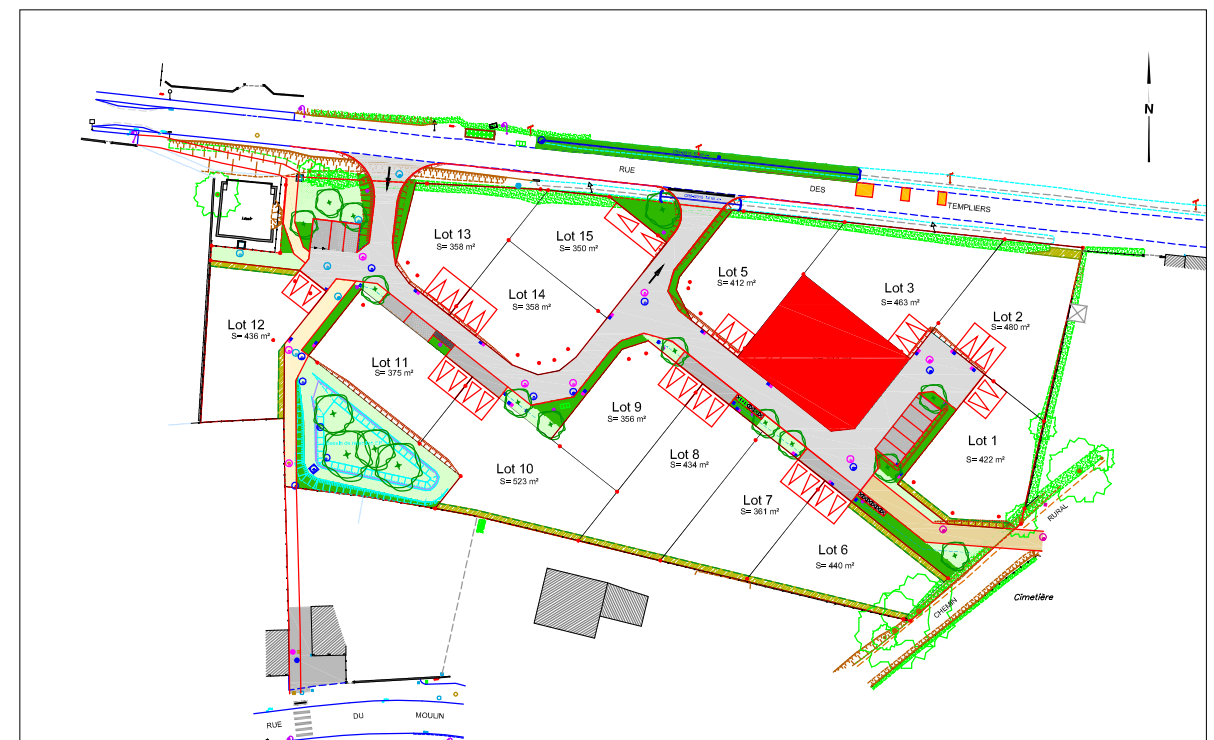 N
RUE
DES
TEMPLIERS
Lot 13
S= 358 m²
Lot 15
S= 350 m²
Lot 14
S= 358 m²
Lot 5
S= 412 m²
Lot 3
S= 463 m²
Lot 2
S= 480 m²
Lot 12
S= 436 m²
Lot 11
S= 375 m²
Lot 9
S= 356 m²
Lot 8
S= 434 m²
Lot 10
S= 523 m²
Lot 1
S= 422 m²
Lot 7
S= 361 m²
Lot 6
S= 440 m²
RURAL
CHEMIN
Cimetière
RUE
DU
MOULIN